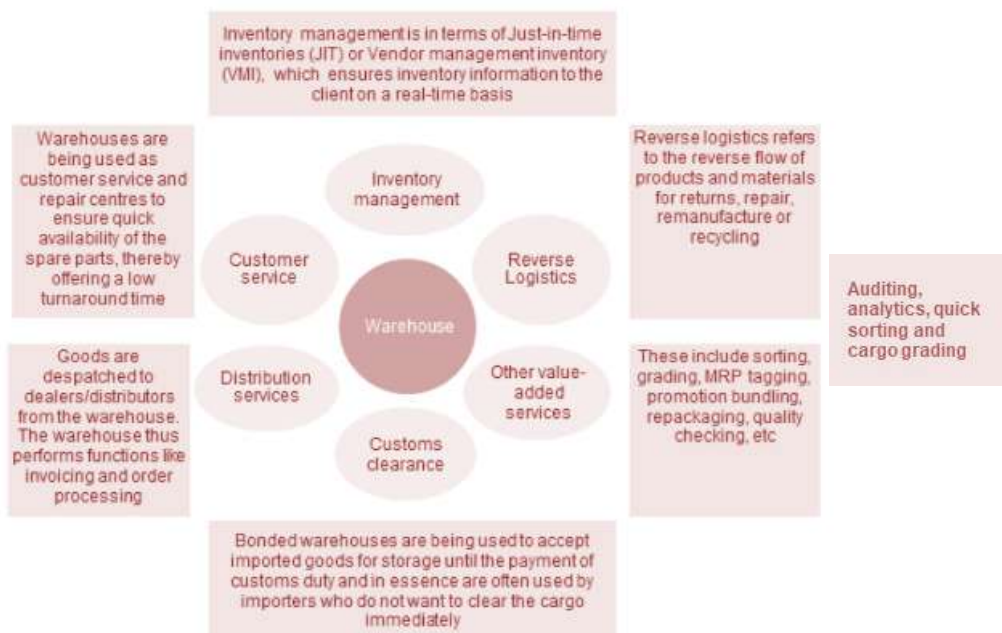 Inventory management is in terms of Just-in-time
inventories (JIT) or Vendor management inventory
(VMI), which ensures inventory information to the
client on a real-time basis
Warehouses are
being used as
customer service and
repair centres to
ensure quick
availability of the
spare parts, thereby
offering a low
turnaround time
Inventory
management
Reverse logistics refers
to the reverse flow of
products and materials
for returns, repair,
remanufacture or
recycling
Customer
service
Reverse
Logistics
Warehouse
Auditing,
analytics, quick
sorting and
cargo grading
Goods are
despatched to
dealers/distributors
from the warehouse.
The warehouse thus
performs functions like
invoicing and order
processing
Distribution
services
Other value-
added
services
These include sorting,
grading, MRP tagging,
promotion bundling,
repackaging, quality
checking, etc
Customs
clearance
Bonded warehouses are being used to accept
imported goods for storage until the payment of
customs duty and in essence are often used by
importers who do not want to clear the cargo
immediately